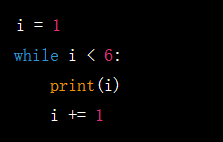 i = 1
while i < 6:
    print(i)
    i += 1